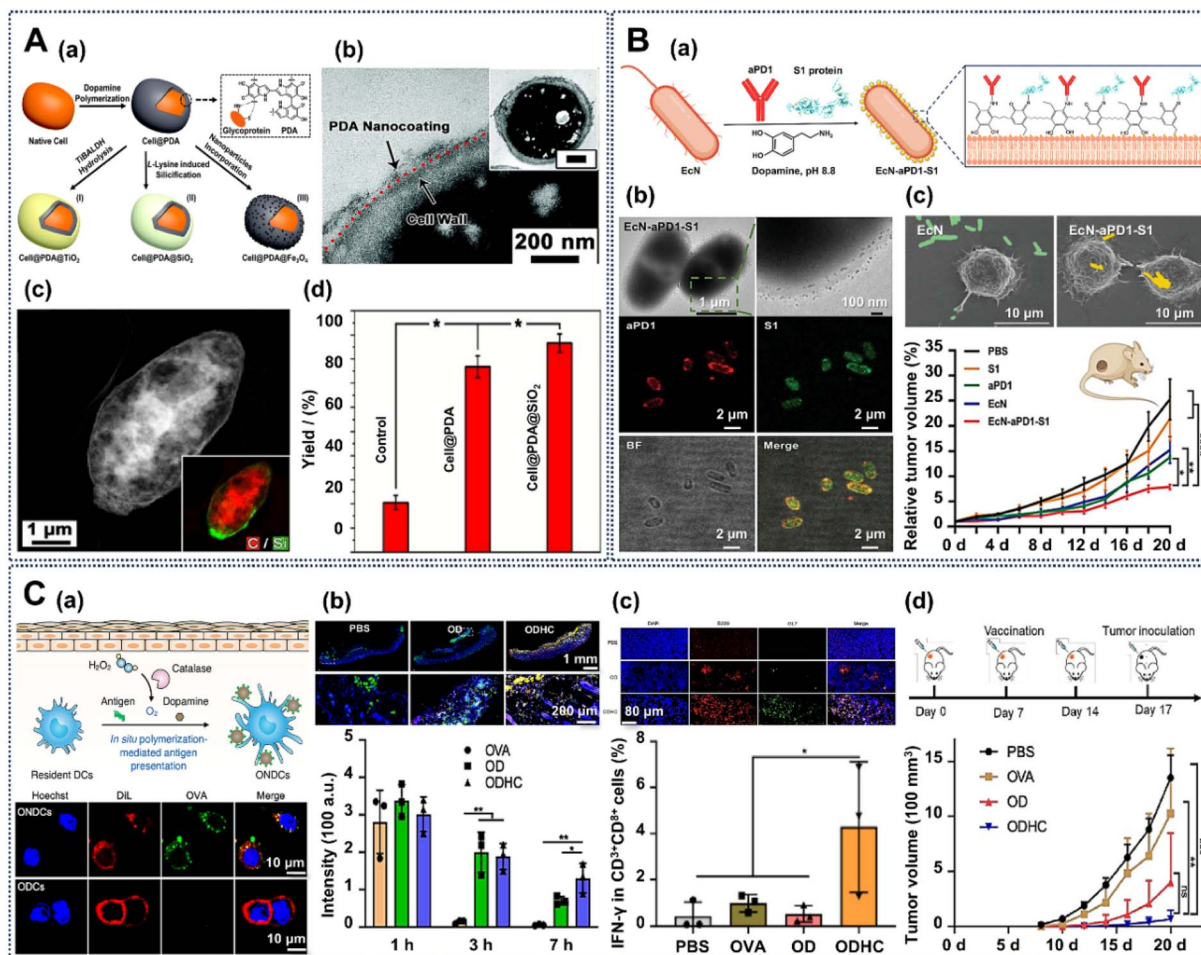 A
(a)
Dopamine
Polymerization
Native Cell
Cell@PDA
Glycoprotein
PDA
TiBALDH
Hydrolysis
L-Lysine induced
Silicification
Nanoparticles
Incorporation
(I)
(II)
(III)
Cell@PDA@TiO2
Cell@PDA@SiO2
Cell@PDA@Fe3O4
(b)
PDA Nanocoating
Cell Wall
200 nm
(c)
1 µm
C / Si
(d)
Yield / (%)
100
80
60
40
20
0
Control
Cell@PDA
Cell@PDA@SiO2
*
*
B
(a)
aPD1
S1 protein
EcN
Dopamine, pH 8.8
EcN-aPD1-S1
(b)
EcN-aPD1-S1
1 µm
100 nm
aPD1
2 µm
S1
2 µm
BF
2 µm
Merge
2 µm
(c)
EcN
10 µm
EcN-aPD1-S1
10 µm
Relative tumor volume (%)
35
30
25
20
15
10
5
0
PBS
S1
aPD1
EcN
EcN-aPD1-S1
*
**
0 d
4 d
8 d
12 d
16 d
20 d
C
(a)
H2O2
Catalase
Antigen
O2
Dopamine
In situ polymerization-
mediated antigen
presentation
Resident DCs
ONDCs
Hoechst
DiL
OVA
Merge
ONDCs
10 µm
ODCs
10 µm
(b)
PBS
OD
ODHC
1 mm
200 µm
Intensity (100 a.u.)
5
4
3
2
1
0
OVA
OD
ODHC
**
**
*
1 h
3 h
7 h
(c)
DAPI
B220
Merge
PBS
OD
ODHC
80 µm
IFN-γ in CD3+CD8+ cells (%)
8
6
4
2
0
*
PBS
OVA
OD
ODHC
(d)
Vaccination
Tumor inoculation
Day 0
Day 7
Day 14
Day 17
Tumor volume (100 mm3)
15
10
5
0
PBS
OVA
OD
ODHC
ns
**
0 d
5 d
8 d
12 d
16 d
20 d